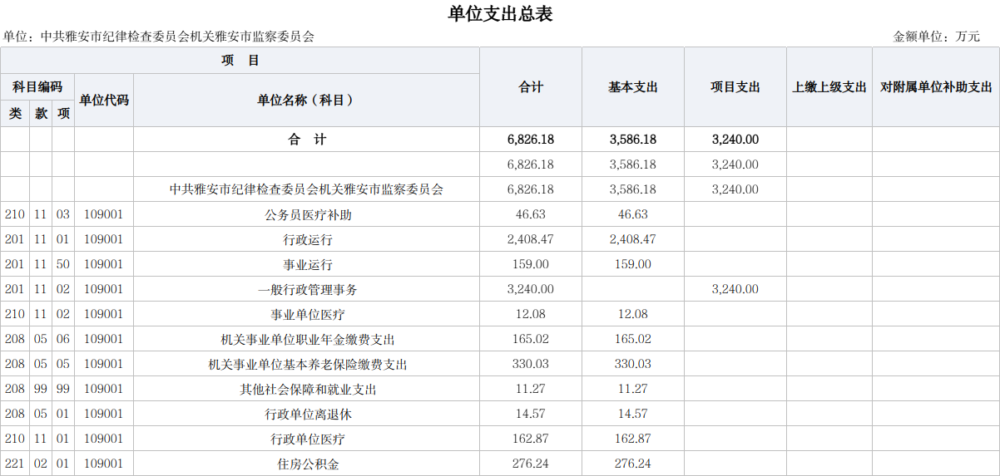 单位支出总表
单位：中共雅安市纪律检查委员会机关雅安市监察委员会 金额单位：万元
项 目 合计 基本支出 项目支出 上缴上级支出 对附属单位补助支出
科目编码 单位代码 单位名称（科目）
类 款 项
合 计 6,826.18 3,586.18 3,240.00
6,826.18 3,586.18 3,240.00
中共雅安市纪律检查委员会机关雅安市监察委员会 6,826.18 3,586.18 3,240.00
210 11 03 109001 公务员医疗补助 46.63 46.63
201 11 01 109001 行政运行 2,408.47 2,408.47
201 11 50 109001 事业运行 159.00 159.00
201 11 02 109001 一般行政管理事务 3,240.00 3,240.00
210 11 02 109001 事业单位医疗 12.08 12.08
208 05 06 109001 机关事业单位职业年金缴费支出 165.02 165.02
208 05 05 109001 机关事业单位基本养老保险缴费支出 330.03 330.03
208 99 99 109001 其他社会保障和就业支出 11.27 11.27
208 05 01 109001 行政单位离退休 14.57 14.57
210 11 01 109001 行政单位医疗 162.87 162.87
221 02 01 109001 住房公积金 276.24 276.24